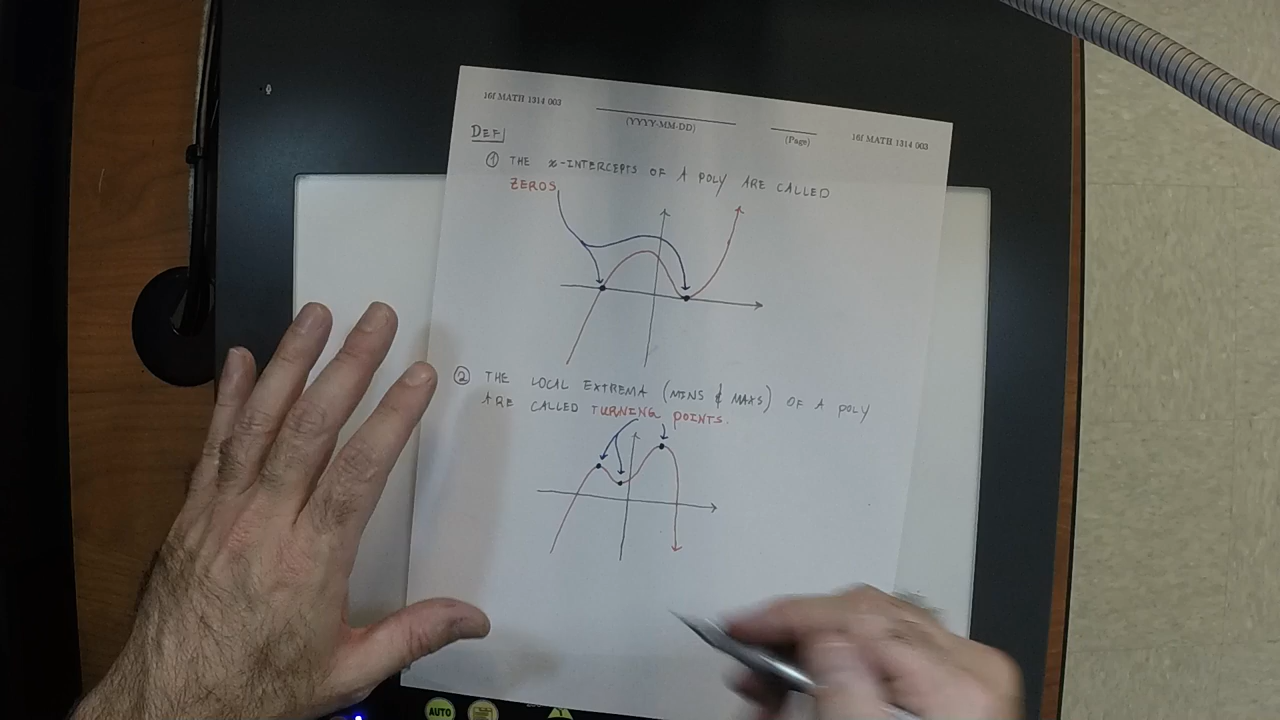 16f MATH 1314 003
(YYYY-MM-DD)
(Page)
16f MATH 1314 003
DEF
① THE x-INTERCEPTS OF A POLY ARE CALLED
ZEROS
② THE LOCAL EXTREMA (MINS & MAXS) OF A POLY
ARE CALLED TURNING POINTS.
AUTO